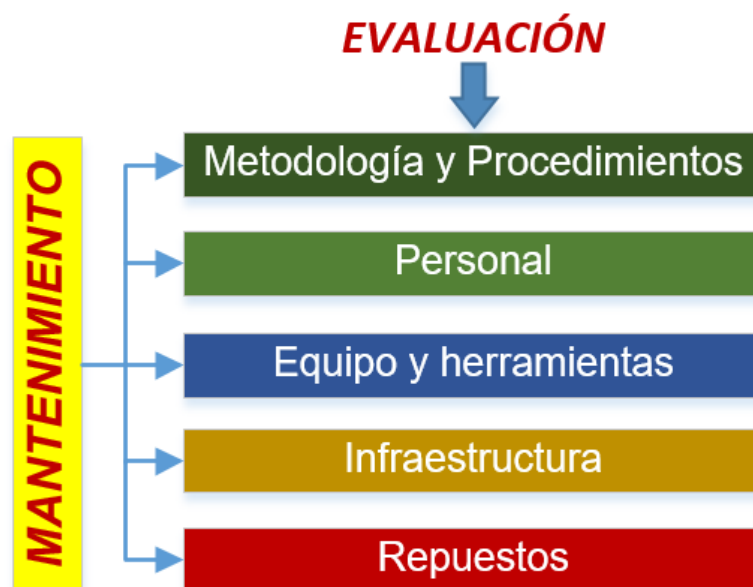 EVALUACIÓN
MANTENIMIENTO
Metodología y Procedimientos
Personal
Equipo y herramientas
Infraestructura
Repuestos